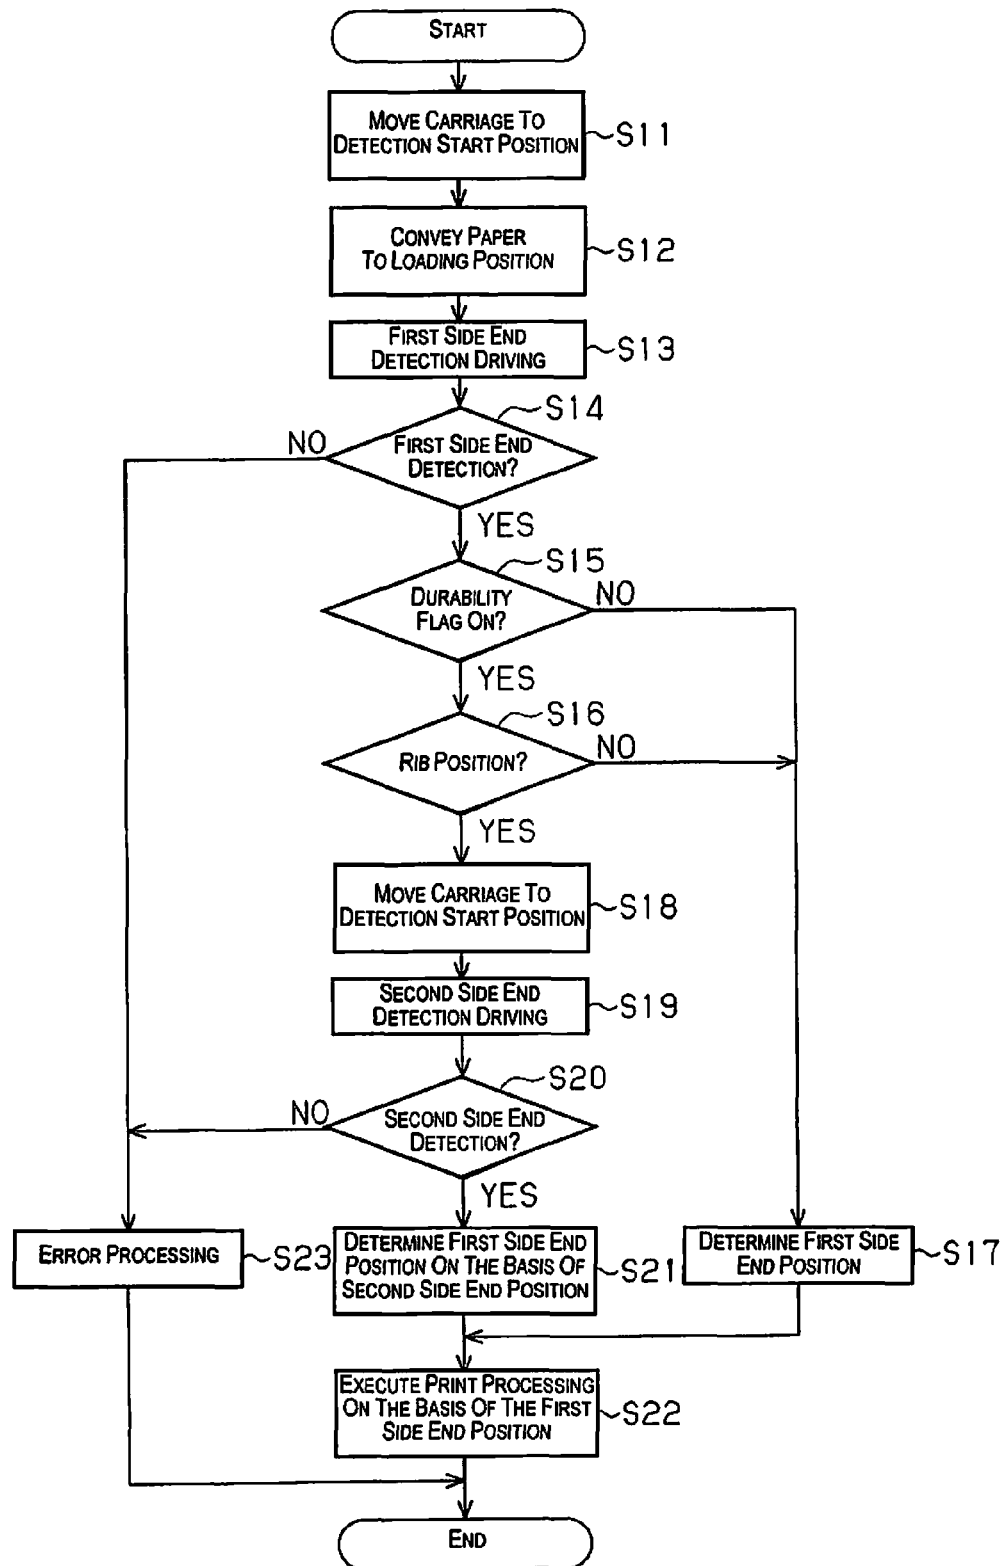 START
MOVE CARRIAGE TO
DETECTION START POSITION
S11
CONVEY PAPER
TO LOADING POSITION
S12
FIRST SIDE END
DETECTION DRIVING
S13
S14
NO
FIRST SIDE END
DETECTION?
YES
S15
DURABILITY
FLAG ON?
NO
YES
S16
RIB POSITION?
NO
YES
MOVE CARRIAGE TO
DETECTION START POSITION
S18
SECOND SIDE END
DETECTION DRIVING
S19
S20
NO
SECOND SIDE END
DETECTION?
YES
ERROR PROCESSING
S23
DETERMINE FIRST SIDE END
POSITION ON THE BASIS OF
SECOND SIDE END POSITION
S21
DETERMINE FIRST SIDE
END POSITION
S17
EXECUTE PRINT PROCESSING
ON THE BASIS OF THE FIRST
SIDE END POSITION
S22
END